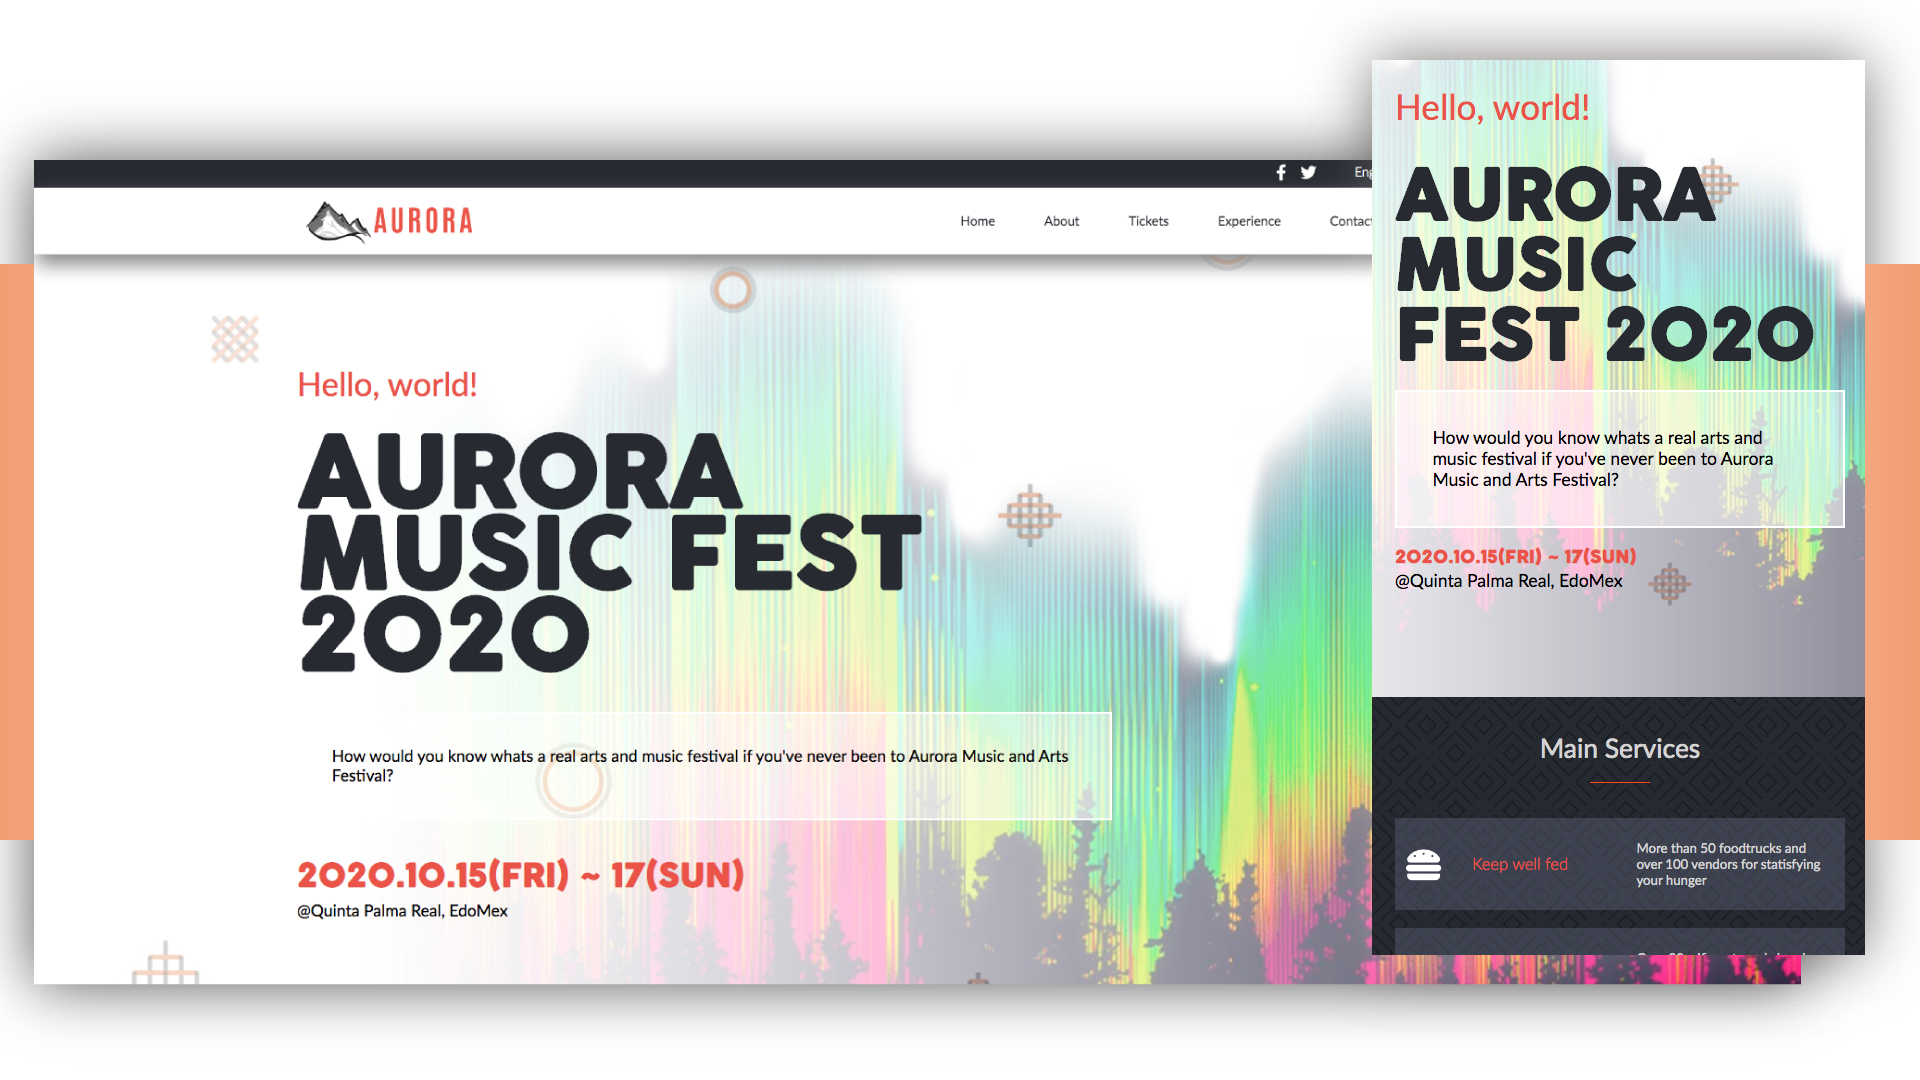 Eng
AURORA
Home About Tickets Experience Contact
Hello, world!
AURORA
MUSIC FEST
2020
How would you know whats a real arts and music festival if you've never been to Aurora Music and Arts
Festival?
2020.10.15(FRI) ~ 17(SUN)
@Quinta Palma Real, EdoMex
Hello, world!
AURORA
MUSIC
FEST 2020
How would you know whats a real arts and
music festival if you've never been to Aurora
Music and Arts Festival?
2020.10.15(FRI) ~ 17(SUN)
@Quinta Palma Real, EdoMex
Main Services
Keep well fed
More than 50 foodtrucks and
over 100 vendors for statisfying
your hunger